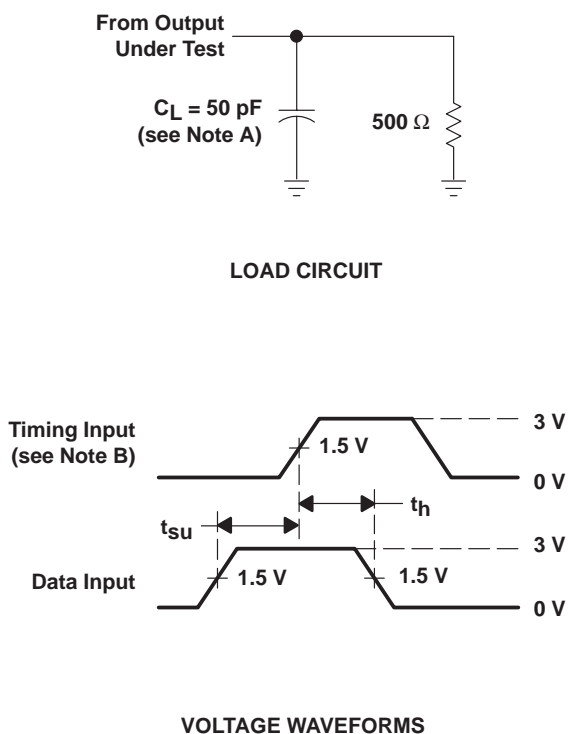 From Output
Under Test
CL = 50 pF
(see Note A)
500 Ω
LOAD CIRCUIT
Timing Input
(see Note B)
1.5 V
3 V
0 V
th
tsu
Data Input
1.5 V
1.5 V
3 V
0 V
VOLTAGE WAVEFORMS